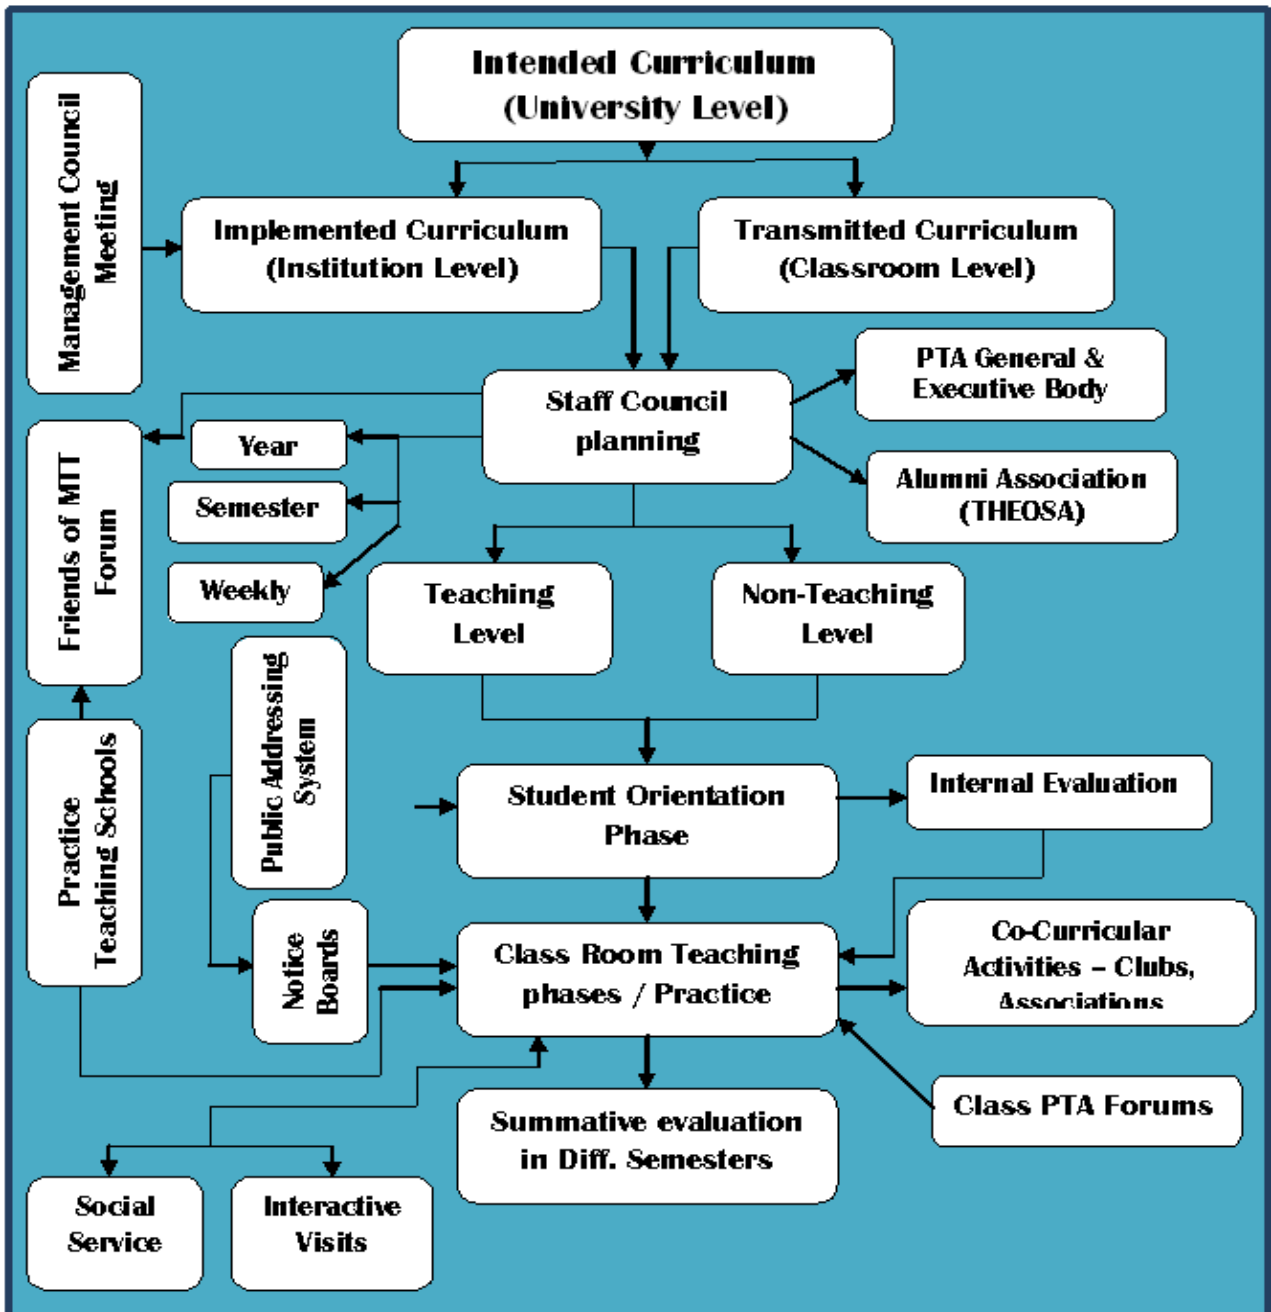 Intended Curriculum
(University Level)
Management Council
Meeting
Implemented Curriculum
(Institution Level)
Transmitted Curriculum
(Classroom Level)
PTA General &
Executive Body
Staff Council
planning
Alumni Association
(THEOSA)
Friends of MTT
Forum
Year
Semester
Weekly
Teaching
Level
Non-Teaching
Level
Public Addressing
System
Practice
Teaching Schools
Student Orientation
Phase
Internal Evaluation
Notice
Boards
Class Room Teaching
phases / Practice
Co-Curricular
Activities – Clubs,
Associations
Class PTA Forums
Summative evaluation
in Diff. Semesters
Social
Service
Interactive
Visits